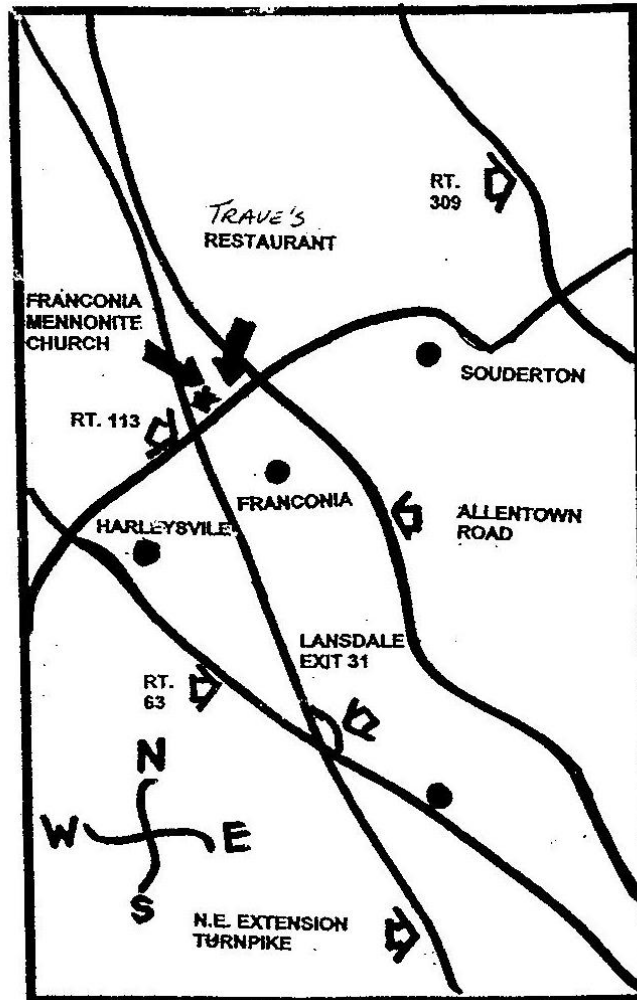 RT.
309
TRAVE'S
RESTAURANT
FRANCONIA
MENNONITE
CHURCH
SOUDERTON
RT. 113
FRANCONIA
HARLEYSVILE
ALLENTOWN
ROAD
LANSDALE
EXIT 31
RT.
63
N
W E
S
N.E. EXTENSION
TURNPIKE